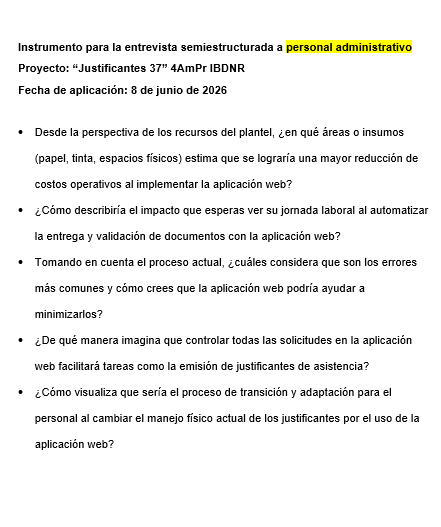 Instrumento para la entrevista semiestructurada a personal administrativo
Proyecto: “Justificantes 37” 4AmPr IBDNR
Fecha de aplicación: 8 de junio de 2026
• Desde la perspectiva de los recursos del plantel, ¿en qué áreas o insumos
(papel, tinta, espacios físicos) estima que se lograría una mayor reducción de
costos operativos al implementar la aplicación web?
• ¿Cómo describiría el impacto que esperas ver su jornada laboral al automatizar
la entrega y validación de documentos con la aplicación web?
• Tomando en cuenta el proceso actual, ¿cuáles considera que son los errores
más comunes y cómo crees que la aplicación web podría ayudar a
minimizarlos?
• ¿De qué manera imagina que controlar todas las solicitudes en la aplicación
web facilitará tareas como la emisión de justificantes de asistencia?
• ¿Cómo visualiza que sería el proceso de transición y adaptación para el
personal al cambiar el manejo físico actual de los justificantes por el uso de la
aplicación web?